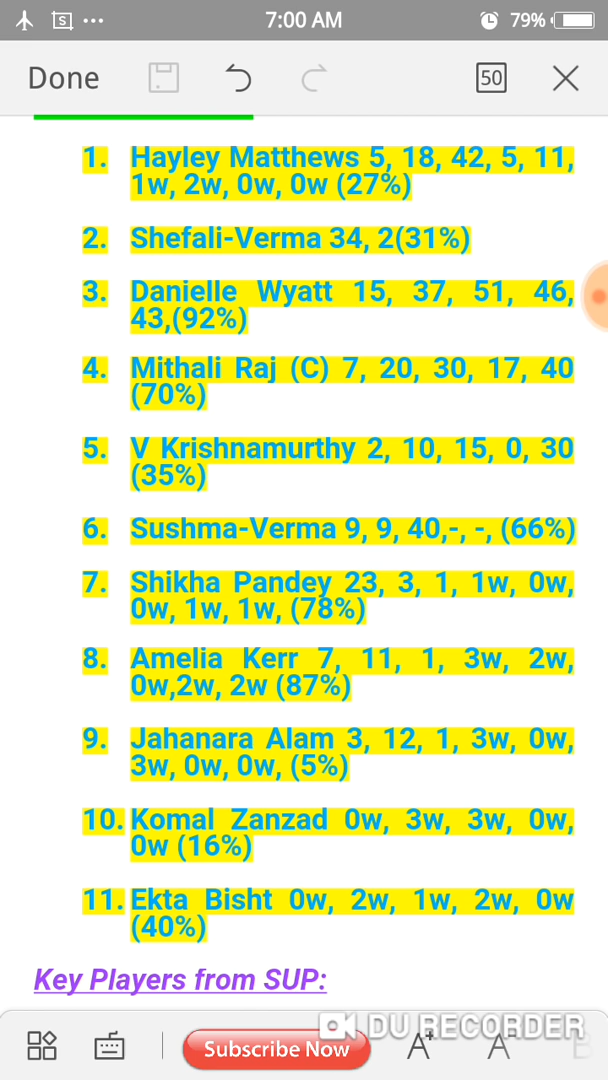 S ... 7:00 AM 79%
Done 50
1. Hayley Matthews 5, 18, 42, 5, 11,
1w, 2w, 0w, 0w (27%)
2. Shefali-Verma 34, 2(31%)
3. Danielle Wyatt 15, 37, 51, 46,
43,(92%)
4. Mithali Raj (C) 7, 20, 30, 17, 40
(70%)
5. V Krishnamurthy 2, 10, 15, 0, 30
(35%)
6. Sushma-Verma 9, 9, 40,-, -, (66%)
7. Shikha Pandey 23, 3, 1, 1w, 0w,
0w, 1w, 1w, (78%)
8. Amelia Kerr 7, 11, 1, 3w, 2w,
0w,2w, 2w (87%)
9. Jahanara Alam 3, 12, 1, 3w, 0w,
3w, 0w, 0w, (5%)
10. Komal Zanzad 0w, 3w, 3w, 0w,
0w (16%)
11. Ekta Bisht 0w, 2w, 1w, 2w, 0w
(40%)
Key Players from SUP:
DU RECORDER
Subscribe Now A+ A- B